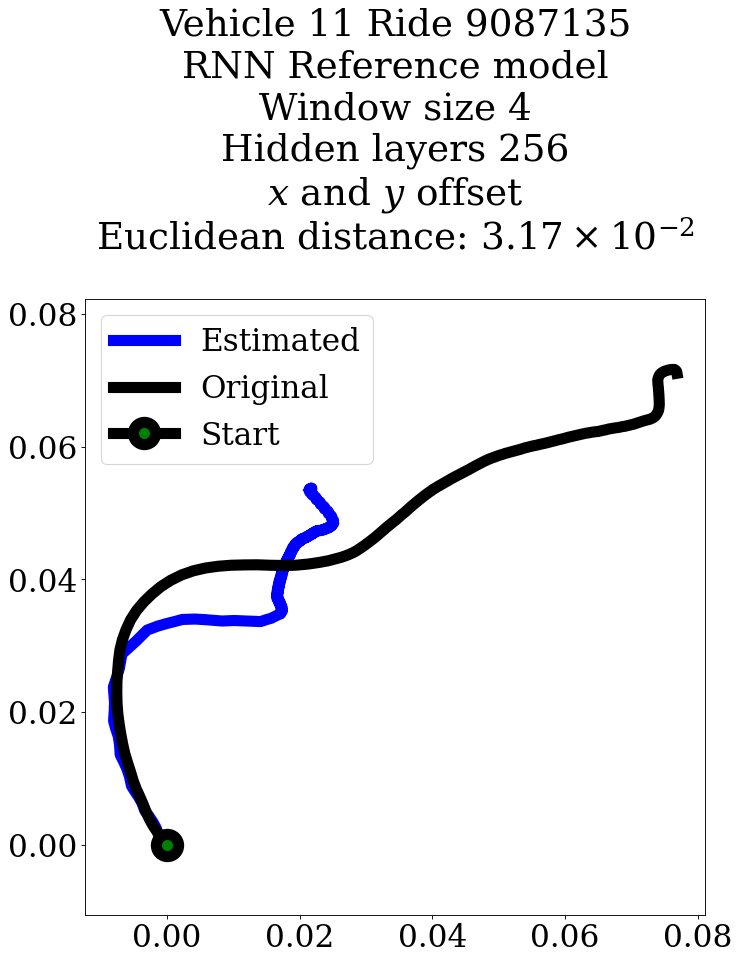 Vehicle 11 Ride 9087135
RNN Reference model
Window size 4
Hidden layers 256
x and y offset
Euclidean distance: 3.17 × 10⁻²
Estimated
Original
Start
0.08
0.06
0.04
0.02
0.00
0.00 0.02 0.04 0.06 0.08